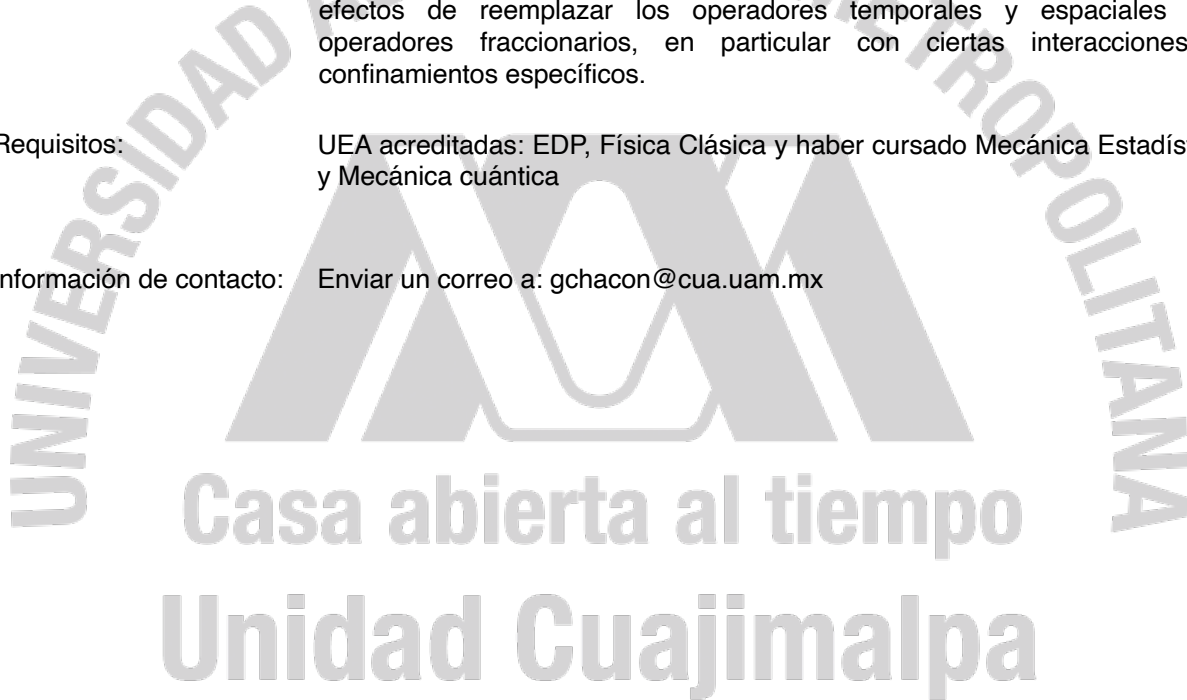 efectos de reemplazar los operadores temporales y espaciales
operadores fraccionarios, en particular con ciertas interacciones
confinamientos específicos.
Requisitos:
UEA acreditadas: EDP, Física Clásica y haber cursado Mecánica
y Mecánica cuántica
Información de contacto:
Enviar un correo a: gchacon@cua.uam.mx
UNIVERSIDAD
METROPOLITANA
Casa abierta al tiempo
Unidad Cuajimalpa